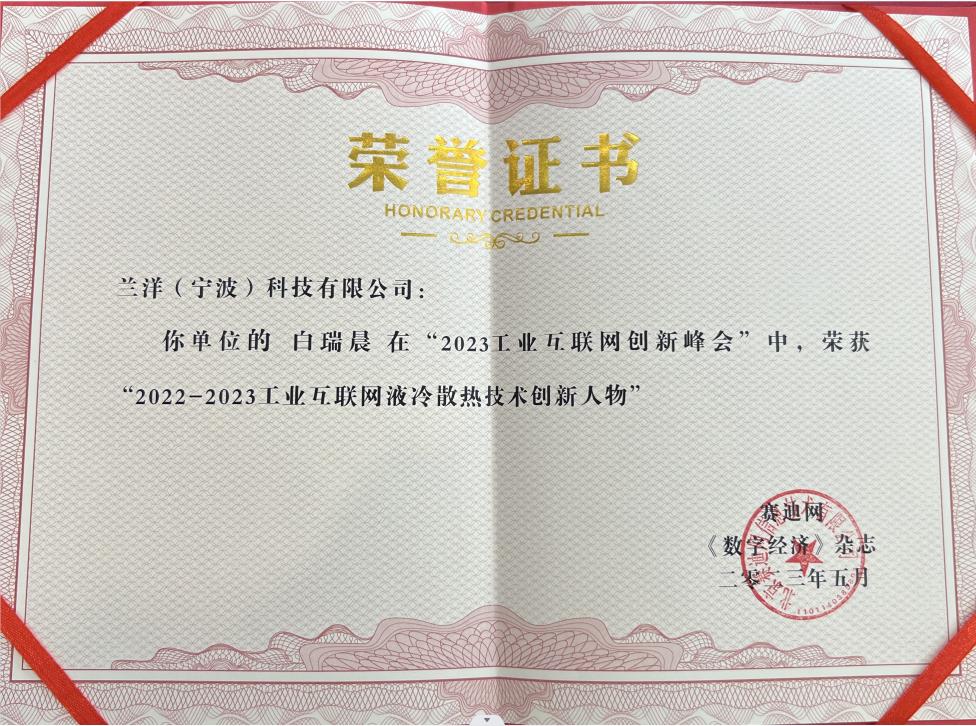 荣誉证书
HONORARY CREDENTIAL
兰洋（宁波）科技有限公司：
你单位的 白瑞晨 在“2023工业互联网创新峰会”中，荣获
“2022-2023工业互联网液冷散热技术创新人物”
赛迪网
《数字经济》杂志
二零二三年五月